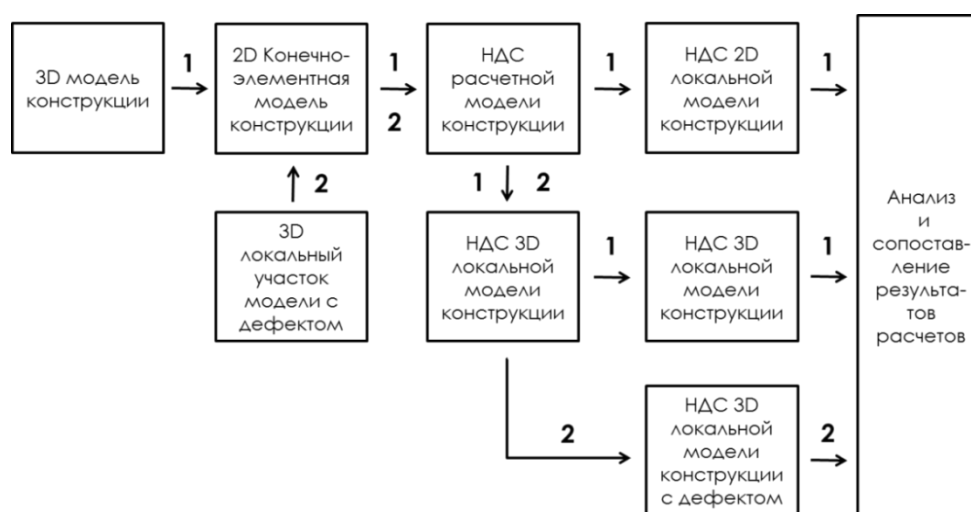 3D модель
конструкции
1
2D Конечно-
элементная
модель
конструкции
1
2
НДС
расчетной
модели
конструкции
1
НДС 2D
локальной
модели
конструкции
1
2
3D
локальный
участок
модели с
дефектом
1
2
НДС 3D
локальной
модели
конструкции
1
НДС 3D
локальной
модели
конструкции
1
2
НДС 3D
локальной
модели
конструкции
с дефектом
2
Анализ
и
сопостав-
ление
результа-
тов
расчетов